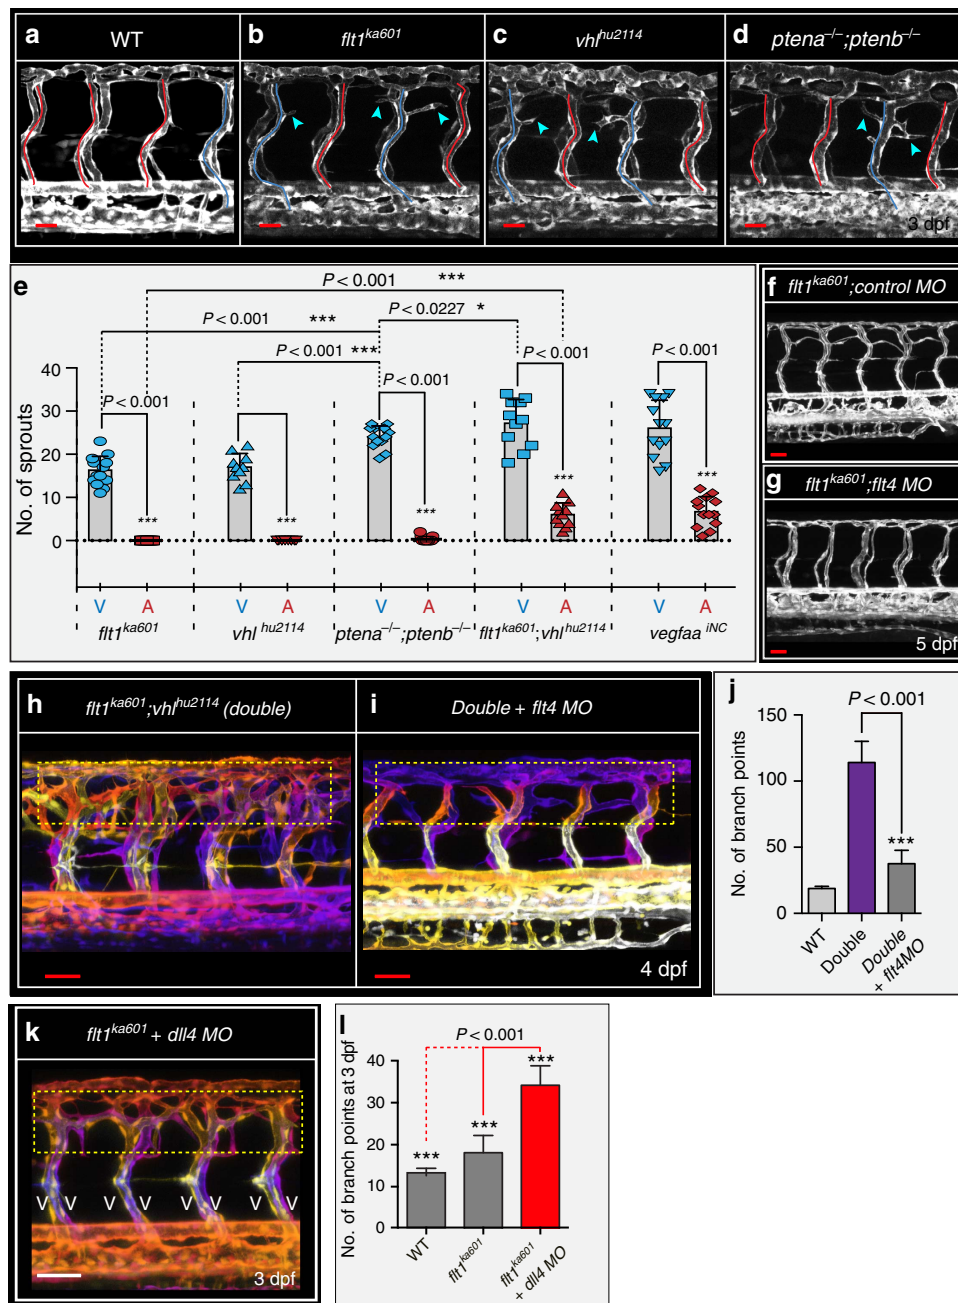 a WT
b flt1ka601
c vhlhu2114
d ptena–/–;ptenb–/–
3 dpf
e
P < 0.001 ***
P < 0.001 ***
P < 0.0227 *
P < 0.001 ***
P < 0.001
P < 0.001
P < 0.001
P < 0.001
No. of sprouts
40
30
20
10
0
*** *** *** *** ***
V A V A V A V A V A
flt1ka601 vhl hu2114 ptena–/–;ptenb–/– flt1ka601;vhlhu2114 vegfaa iNC
f flt1ka601;control MO
g flt1ka601;flt4 MO
5 dpf
h flt1ka601;vhlhu2114 (double)
i Double + flt4 MO
4 dpf
j
P < 0.001
No. of branch points
150
100
50
0
***
WT
Double
Double
+ flt4MO
k flt1ka601 + dll4 MO
V V V V V V V V
3 dpf
l
P < 0.001
No. of branch points at 3 dpf
40
30
20
10
0
***
***
***
WT
flt1ka601
flt1ka601
+ dll4 MO